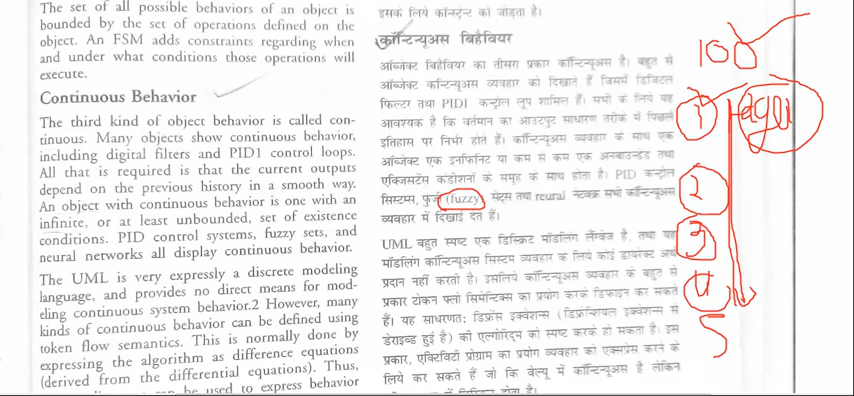 The set of all possible behaviors of an object is
bounded by the set of operations defined on the
object. An FSM adds constraints regarding when
and under what conditions those operations will
execute.
Continuous Behavior
The third kind of object behavior is called con-
tinuous. Many objects show continuous behavior,
including digital filters and PID1 control loops.
All that is required is that the current outputs
depend on the previous history in a smooth way.
An object with continuous behavior is one with an
infinite, or at least unbounded, set of existence
conditions. PID control systems, fuzzy sets, and
neural networks all display continuous behavior.
The UML is very expressly a discrete modeling
language, and provides no direct means for mod-
eling continuous system behavior.2 However, many
kinds of continuous behavior can be defined using
token flow semantics. This is normally done by
expressing the algorithm as difference equations
(derived from the differential equations). Thus,
be used to express behavior
इसके लिये कॉन्स्ट्रेन्ट को जोड़ता है।
कॉन्टिन्यूअस बिहैवियर
ऑब्जेक्ट बिहैवियर का तीसरा प्रकार कॉन्टिन्यूअस है। बहुत से
ऑब्जेक्ट कन्टिन्यूअस व्यवहार को दिखाते हैं जिसमें डिजिटल
फिल्टर तथा PID1 कन्ट्रोल लूप शामिल हैं। सभी के लिये यह
आवश्यक है कि वर्तमान का आउटपुट साधारण तरीके में पिछले
इतिहास पर निर्भर होते हैं। कॉन्टिन्यूअस व्यवहार के साथ एक
ऑब्जेक्ट एक इनफिनिट या कम से कम एक अनबाउन्डेड तथा
एक्जिसटेंस कंडीशनों के समूह के साथ होता है। PID कन्ट्रोल
सिस्टम्स, फुजी (fuzzy), सेट्स तथा neural नेटवर्क सभी कॉन्टिन्यूअस
व्यवहार में दिखाई देते हैं।
UML बहुत स्पष्ट एक डिस्क्रिट मॉडलिंग लैंग्वेज है, तथा यह
मॉडलिंग कॉन्टिन्यूअस सिस्टम व्यवहार के लिये कोई डायरेक्ट अर्थ
प्रदान नहीं करती है। इसलिये कॉन्टिन्यूअस व्यवहार के बहुत से
प्रकार टोकन फ्लो सिमेन्टिक्स का प्रयोग करके डिफाइन कर सकते
हैं। यह साधारणतः डिफ्रेंस इक्वेशन्स (डिफ्रेन्शियल इक्वेशन्स से
डेराइव्ड हुई है) को एल्गोरिद्म को स्पष्ट करके हो सकता है। इस
प्रकार, एक्टिविटी प्रोग्राम का प्रयोग व्यवहार को एक्सप्रेस करने के
लिये कर सकते हैं जो कि वेल्यू में कॉन्टिन्यूअस है लेकिन
100
1
2
3
4
5